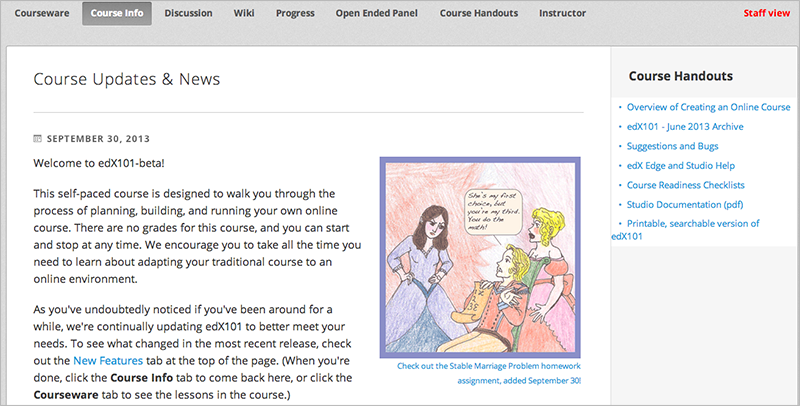 Courseware Course Info Discussion Wiki Progress Open Ended Panel Course Handouts Instructor Staff view
Course Updates & News
SEPTEMBER 30, 2013
Welcome to edX101-beta!
This self-paced course is designed to walk you through the
process of planning, building, and running your own online
course. There are no grades for this course, and you can start
and stop at any time. We encourage you to take all the time you
need to learn about adapting your traditional course to an
online environment.
As you've undoubtedly noticed if you've been around for a
while, we're continually updating edX101 to better meet your
needs. To see what changed in the most recent release, check
out the New Features tab at the top of the page. (When you're
done, click the Course Info tab to come back here, or click the
Courseware tab to see the lessons in the course.)
She's my first
choice, but
you're my third.
You do the
math!
Check out the Stable Marriage Problem homework
assignment, added September 30!
Course Handouts
• Overview of Creating an Online Course
• edX101 - June 2013 Archive
• Suggestions and Bugs
• edX Edge and Studio Help
• Course Readiness Checklists
• Studio Documentation (pdf)
• Printable, searchable version of
edX101